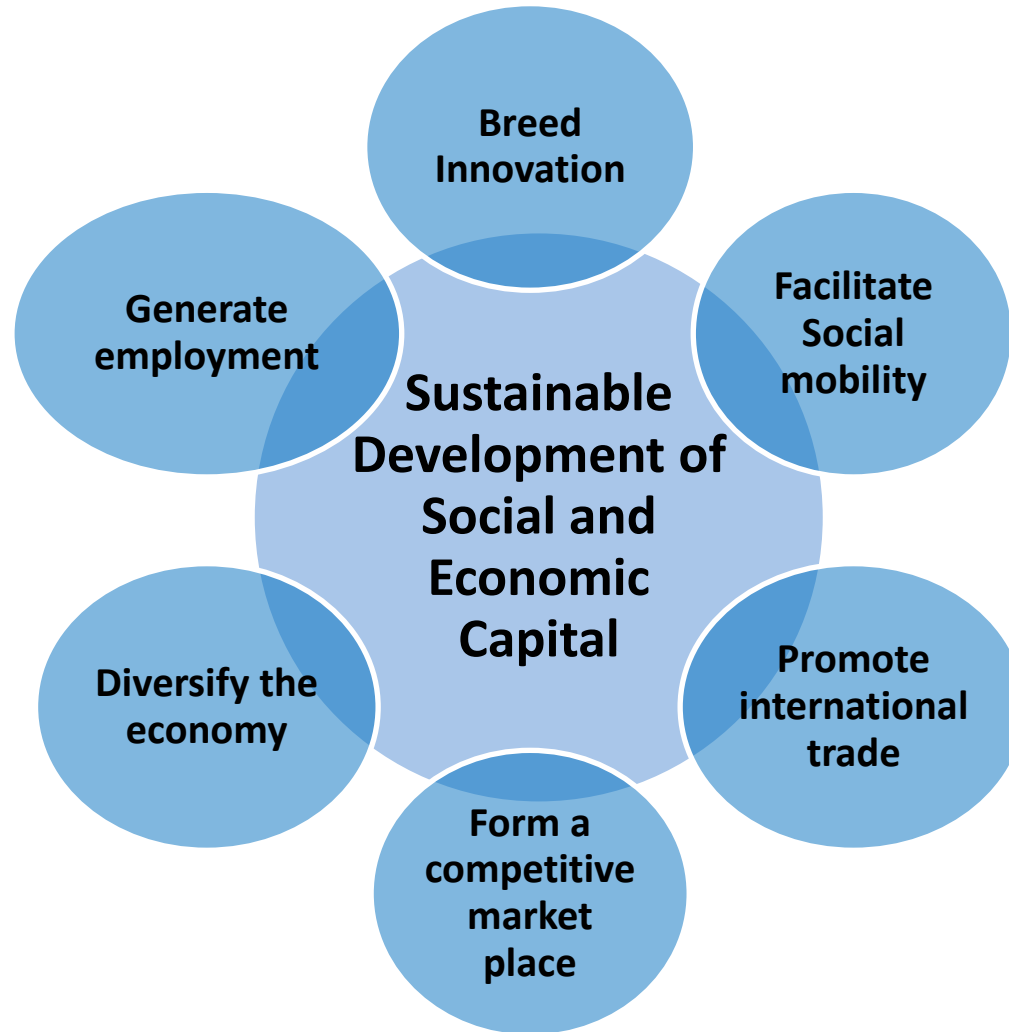 Breed
Innovation
Facilitate
Social
mobility
Generate
employment
Sustainable
Development of
Social and
Economic
Capital
Promote
international
trade
Diversify the
economy
Form a
competitive
market
place